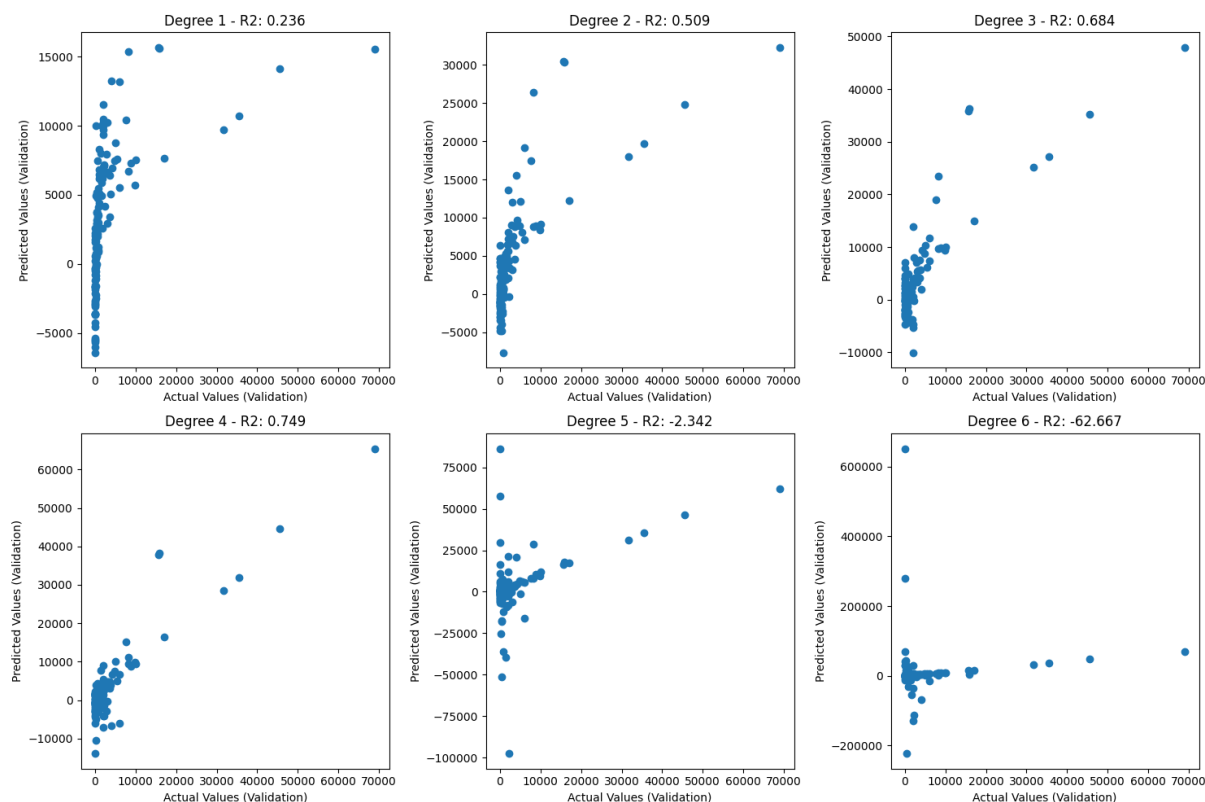 Degree 1 - R2: 0.236
Predicted Values (Validation)
15000
10000
5000
0
−5000
0 10000 20000 30000 40000 50000 60000 70000
Actual Values (Validation)
Degree 2 - R2: 0.509
Predicted Values (Validation)
30000
25000
20000
15000
10000
5000
0
−5000
0 10000 20000 30000 40000 50000 60000 70000
Actual Values (Validation)
Degree 3 - R2: 0.684
Predicted Values (Validation)
50000
40000
30000
20000
10000
0
−10000
0 10000 20000 30000 40000 50000 60000 70000
Actual Values (Validation)
Degree 4 - R2: 0.749
Predicted Values (Validation)
60000
50000
40000
30000
20000
10000
0
−10000
0 10000 20000 30000 40000 50000 60000 70000
Actual Values (Validation)
Degree 5 - R2: -2.342
Predicted Values (Validation)
75000
50000
25000
0
−25000
−50000
−75000
−100000
0 10000 20000 30000 40000 50000 60000 70000
Actual Values (Validation)
Degree 6 - R2: -62.667
Predicted Values (Validation)
600000
400000
200000
0
−200000
0 10000 20000 30000 40000 50000 60000 70000
Actual Values (Validation)